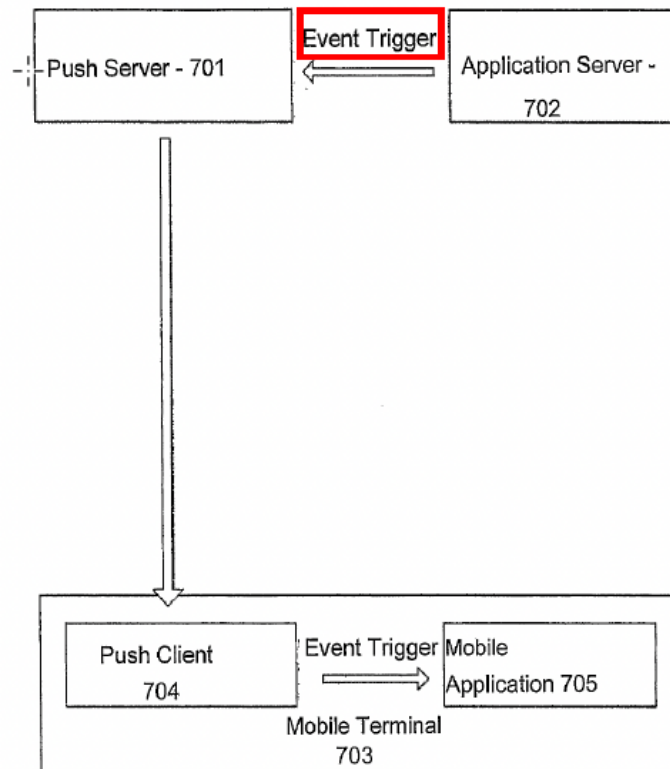 Event Trigger
Push Server - 701
Application Server -
702
Push Client
704
Event Trigger
Mobile
Application 705
Mobile Terminal
703